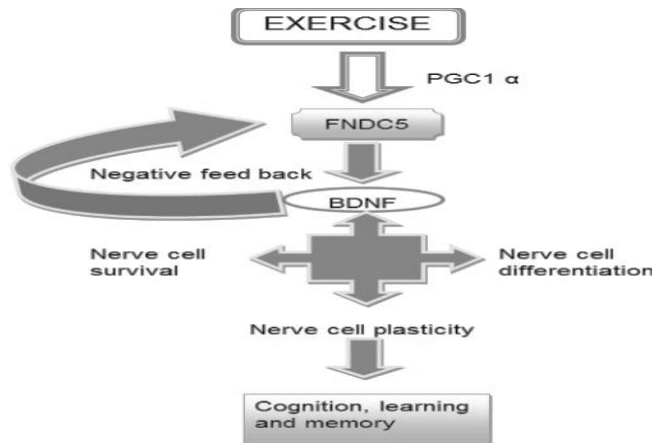 EXERCISE
PGC1 α
FNDC5
Negative feed back
BDNF
Nerve cell
survival
Nerve cell
differentiation
Nerve cell plasticity
Cognition, learning
and memory